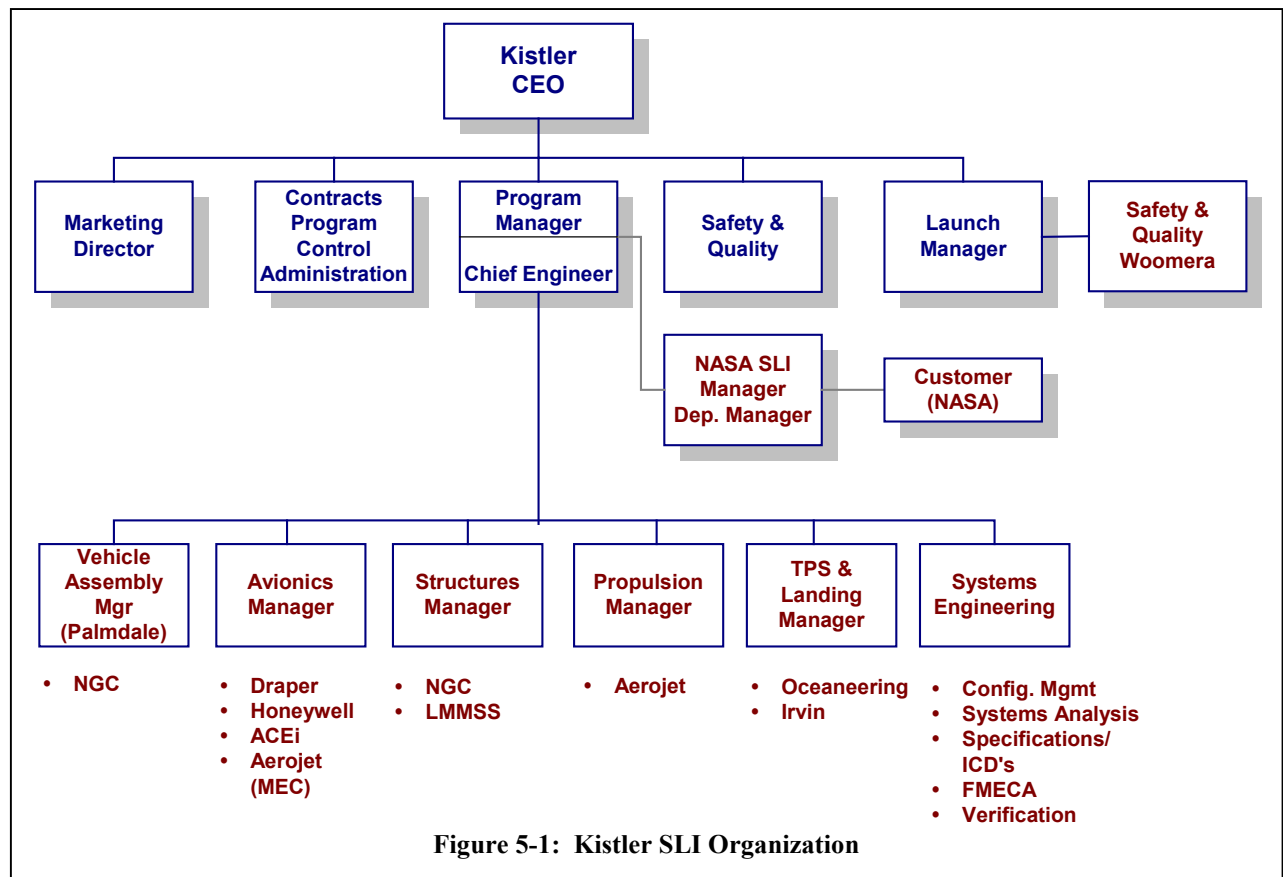 Kistler
CEO
Marketing
Director
Contracts
Program
Control
Administration
Program
Manager
Chief Engineer
Safety &
Quality
Launch
Manager
Safety &
Quality
Woomera
NASA SLI
Manager
Dep. Manager
Customer
(NASA)
Vehicle
Assembly
Mgr
(Palmdale)
• NGC
Avionics
Manager
• Draper
• Honeywell
• ACEi
• Aerojet
(MEC)
Structures
Manager
• NGC
• LMMSS
Propulsion
Manager
• Aerojet
TPS &
Landing
Manager
• Oceaneering
• Irvin
Systems
Engineering
• Config. Mgmt
• Systems Analysis
• Specifications/
ICD's
• FMECA
• Verification
Figure 5-1: Kistler SLI Organization